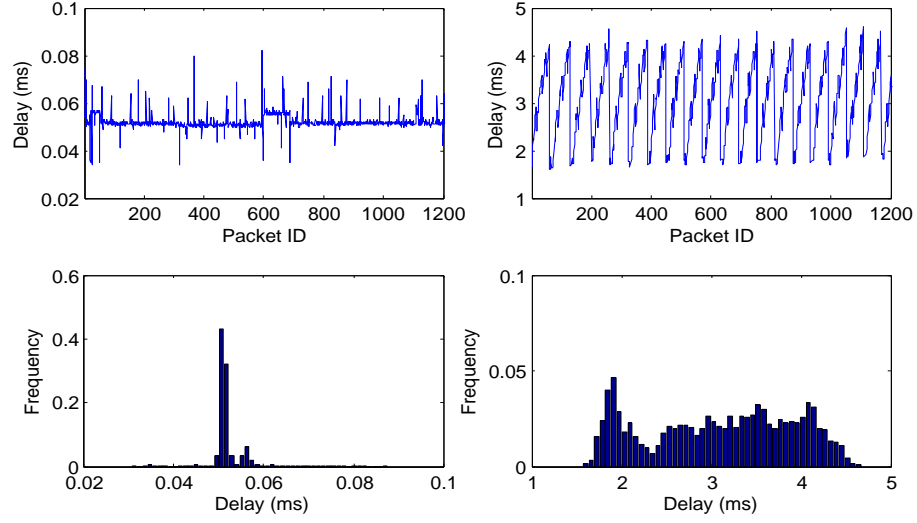 0.1
0.08
0.06
0.04
0.02
Delay (ms)
200 400 600 800 1000 1200
Packet ID
5
4
3
2
1
Delay (ms)
200 400 600 800 1000 1200
Packet ID
0.6
0.4
0.2
0
Frequency
0.02 0.04 0.06 0.08 0.1
Delay (ms)
0.1
0.05
0
Frequency
1 2 3 4 5
Delay (ms)